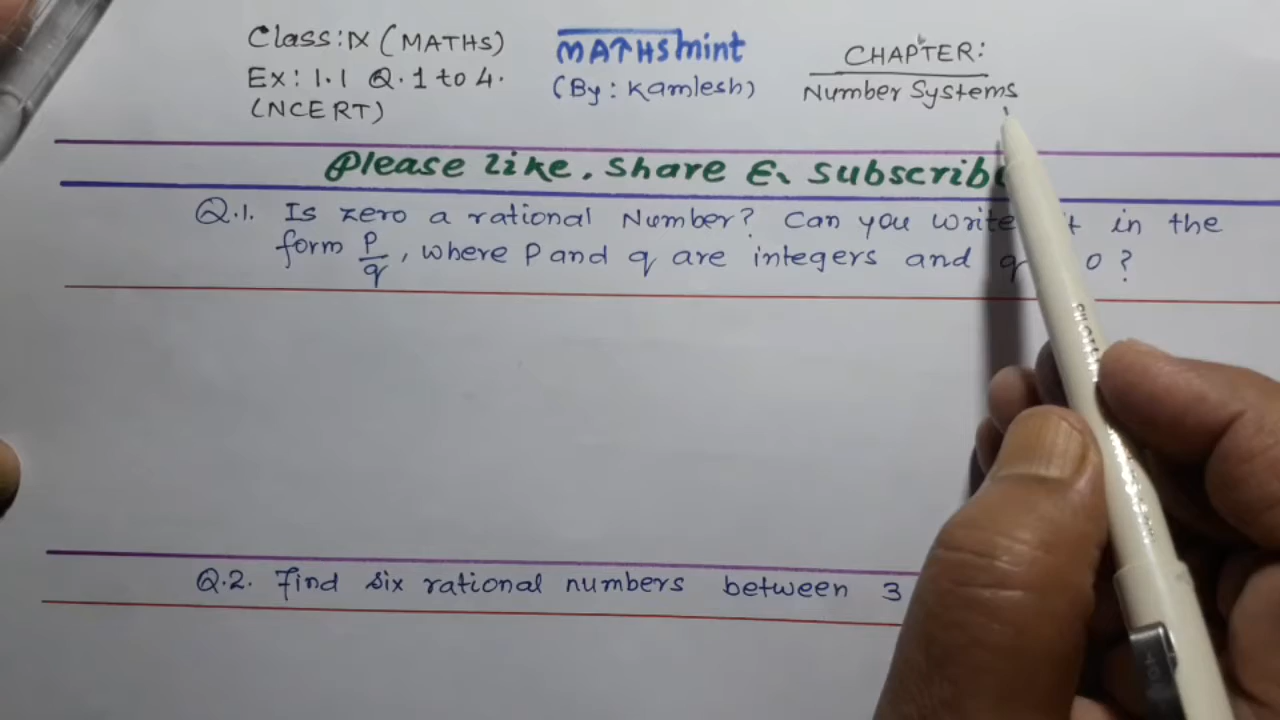 Class: IX (MATHS)
Ex: 1.1 Q.1 to 4.
(NCERT)
MATHSmint
(By: Kamlesh)
CHAPTER:
Number Systems
Please like, Share & Subscrib
Q.1. Is zero a rational Number? Can you write it in the
form P/q, where P and q are integers and q 0?
Q.2. Find six rational numbers between 3